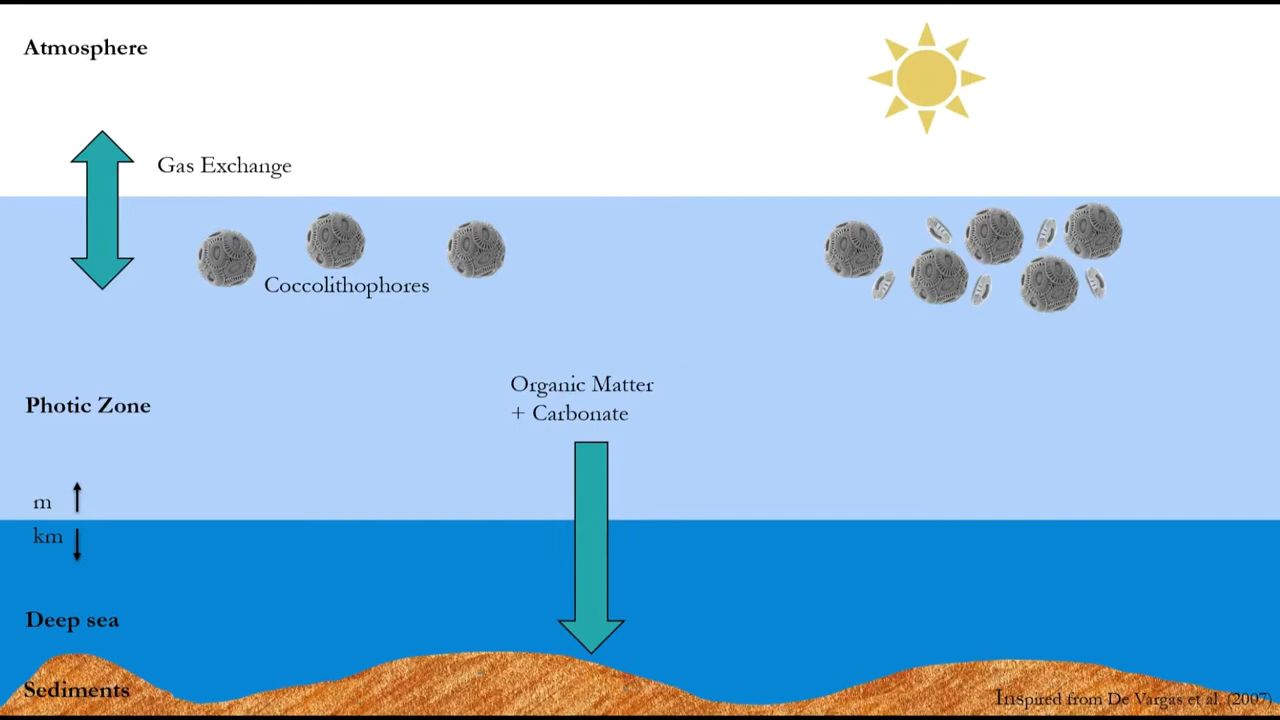 Atmosphere
Gas Exchange
Coccolithophores
Organic Matter
+ Carbonate
Photic Zone
m
km
Deep sea
Sediments
Inspired from De Vargas et al. (2007)